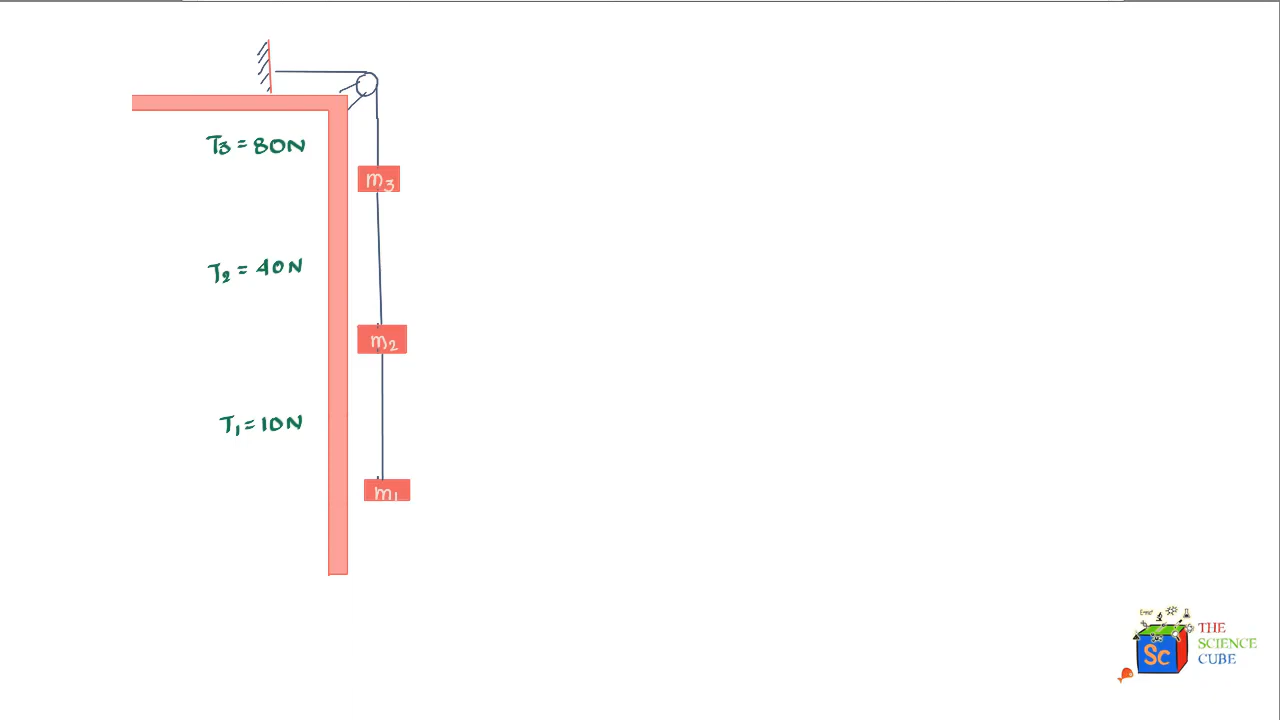 T₃ = 80N
m₃
T₂ = 40N
m₂
T₁ = 10N
m₁
Sc
THE
SCIENCE
CUBE